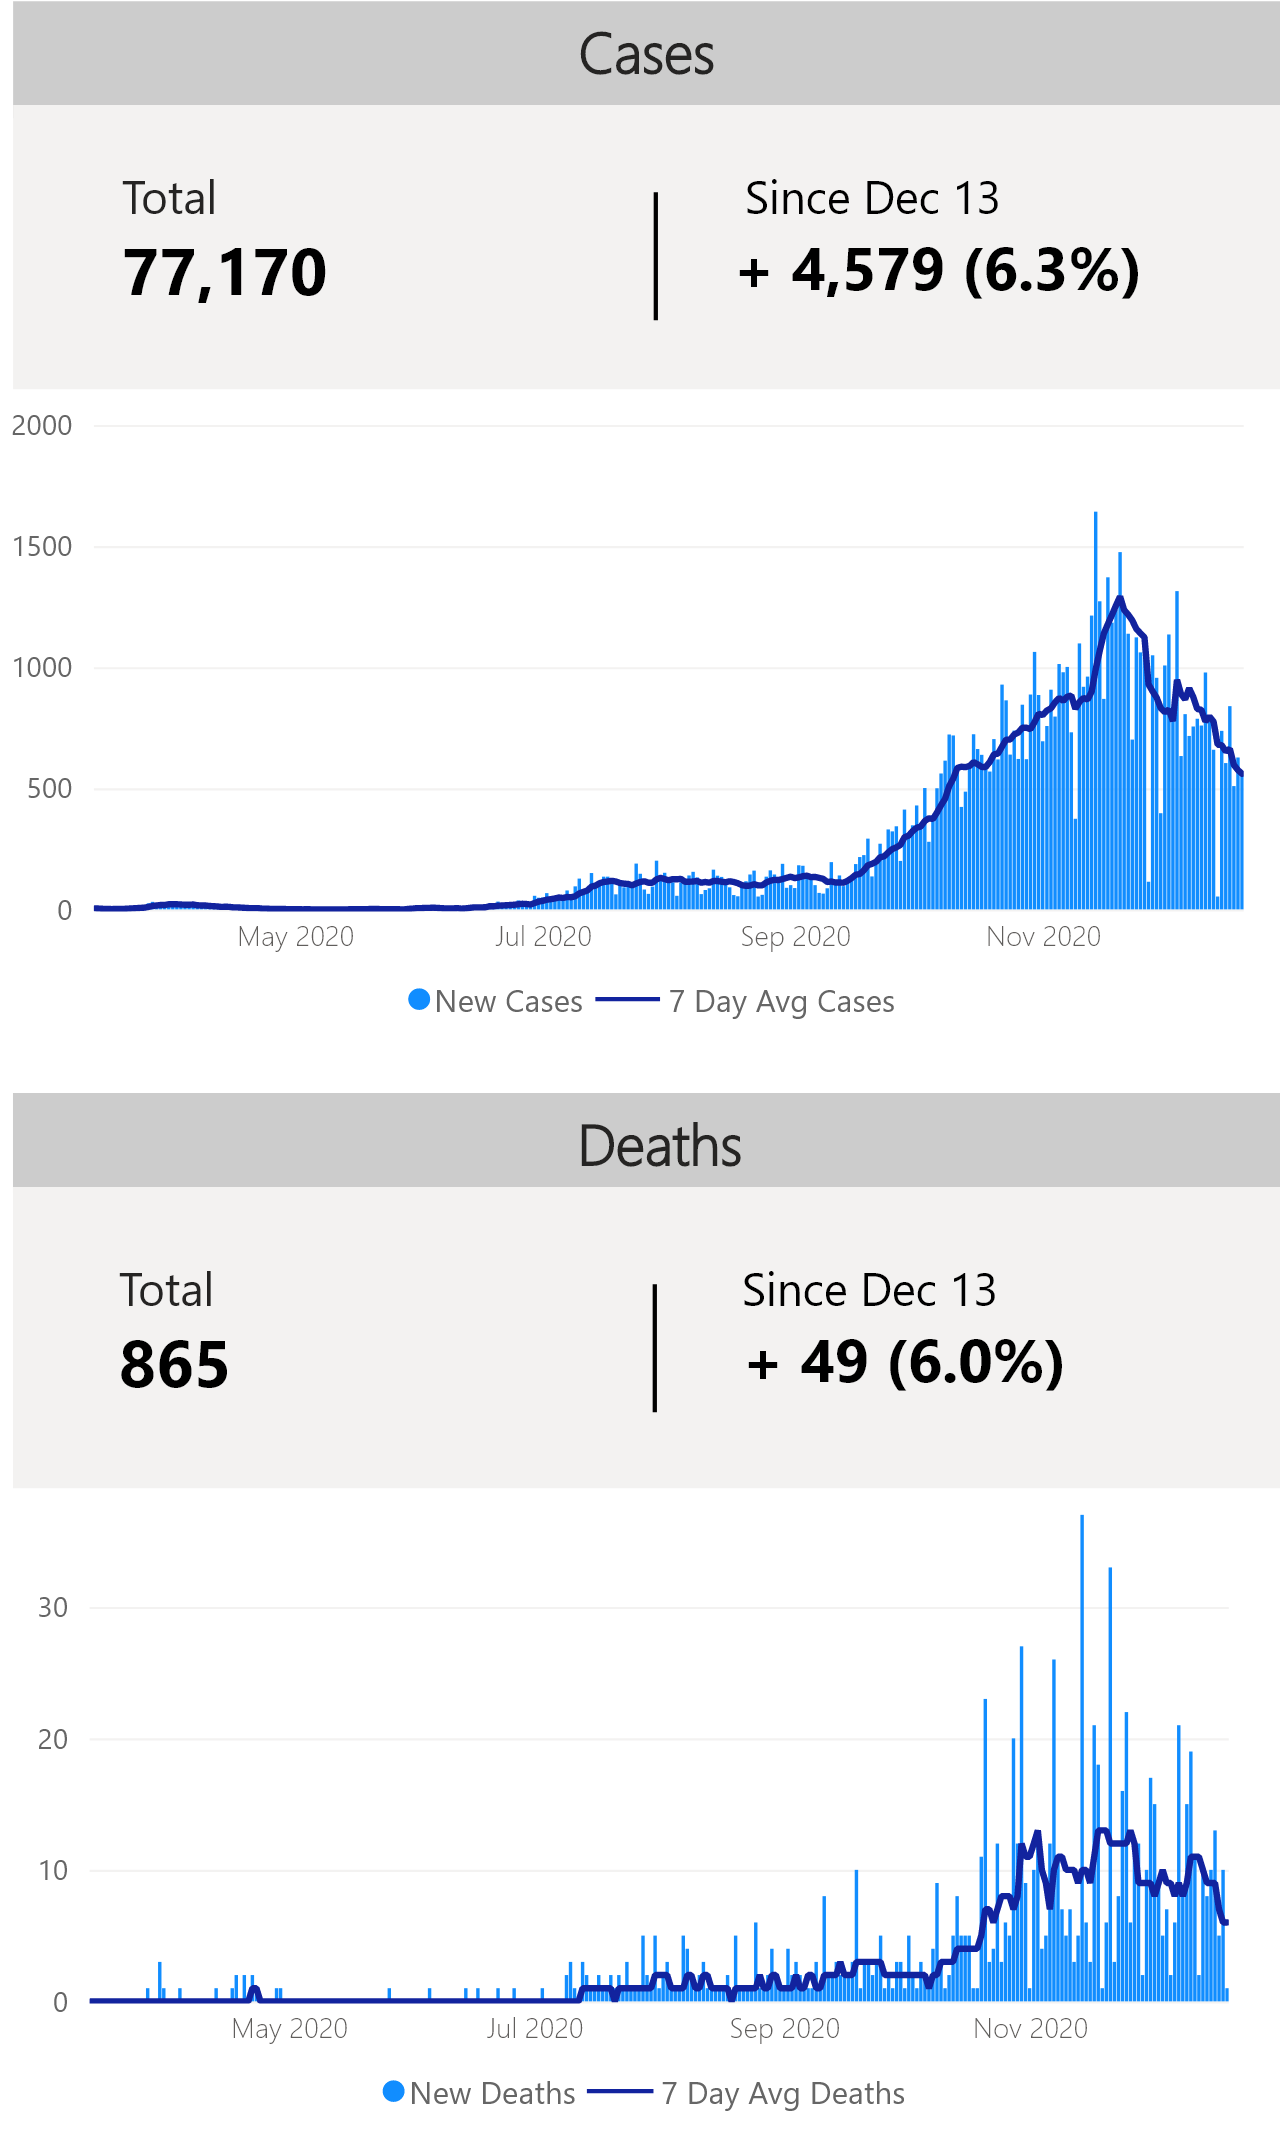 Cases
Total
Since Dec 13
77,170
+ 4,579 (6.3%)
2000
1500
1000
500
0
May 2020
Jul 2020
Sep 2020
Nov 2020
New Cases
7 Day Avg Cases
Deaths
Total
Since Dec 13
865
+ 49 (6.0%)
30
20
10
0
May 2020
Jul 2020
Sep 2020
Nov 2020
New Deaths
7 Day Avg Deaths